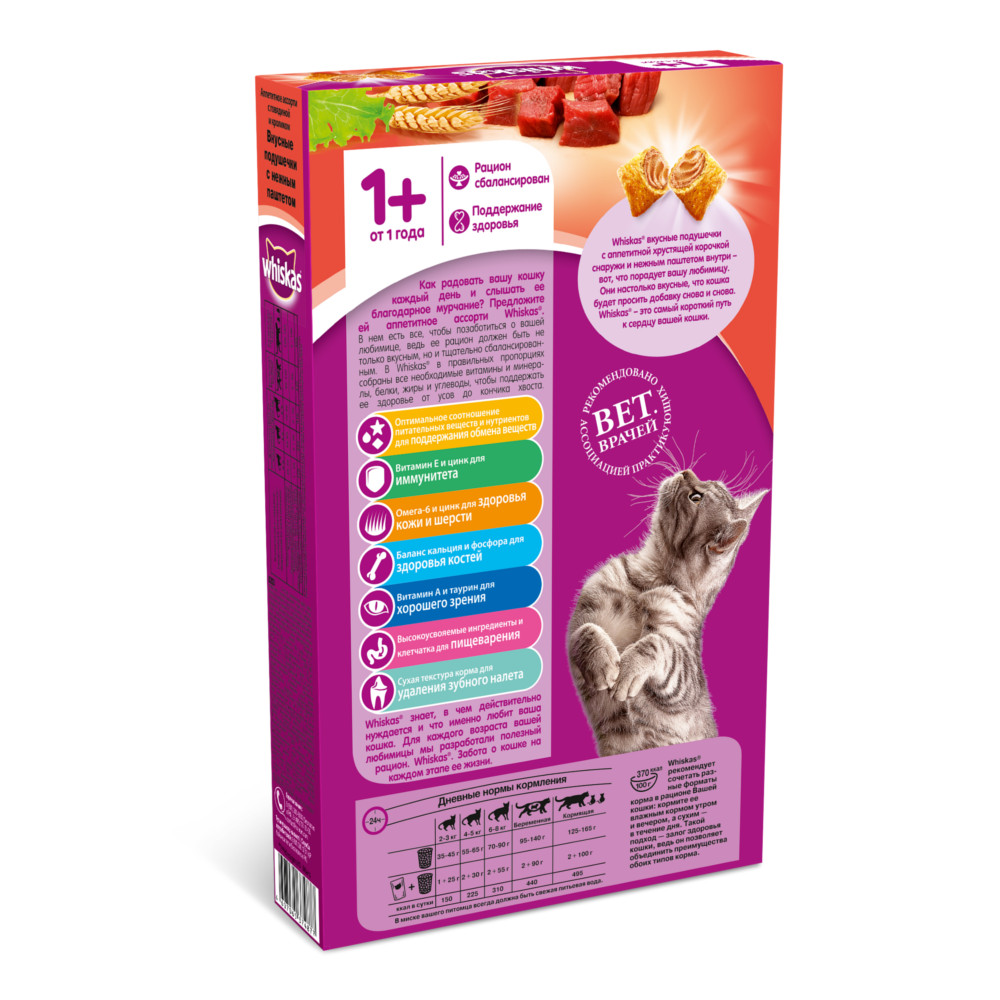 Whiskas
Аппетитное ассорти
с говядиной
и кроликом
Вкусные
подушечки
с нежным
паштетом
whiskas
1+
от 1 года
Рацион
сбалансирован
Поддержание
здоровья
Whiskas® вкусные подушечки
с аппетитной хрустящей корочкой
снаружи и нежным паштетом внутри –
вот, что порадует вашу любимицу.
Они настолько вкусные, что кошка
будет просить добавку снова и снова.
Whiskas® – это самый короткий путь
к сердцу вашей кошки.
Как радовать вашу кошку
каждый день и слышать ее
благодарное мурчание? Предложите
ей аппетитное ассорти Whiskas®.
В нем есть все, чтобы позаботиться о вашей
любимице, ведь ее рацион должен быть не
только вкусным, но и тщательно сбалансирован-
ным. В Whiskas® в правильных пропорциях
собраны все необходимые витамины и минера-
лы, белки, жиры и углеводы, чтобы поддержать
ее здоровье от усов до кончика хвоста.
РЕКОМЕНДОВАНО
АССОЦИАЦИЕЙ ПРАКТИКУЮЩИХ
ВЕТ.
ВРАЧЕЙ
Оптимальное соотношение
питательных веществ и нутриентов
для поддержания обмена веществ
Витамин Е и цинк для
иммунитета
Омега-6 и цинк для здоровья
кожи и шерсти
Баланс кальция и фосфора для
здоровья костей
Витамин А и таурин для
хорошего зрения
Высокоусвояемые ингредиенты и
клетчатка для пищеварения
Сухая текстура корма для
удаления зубного налета
Whiskas® знает, в чем действительно
нуждается и что именно любит ваша
кошка. Для каждого возраста вашей
любимицы мы разработали полезный
рацион. Whiskas®. Забота о кошке на
каждом этапе ее жизни.
Дневные нормы кормления
~24ч
2-3 кг 4-5 кг 6-8 кг Беременная Кормящая
35-45 г 55-65 г 70-90 г 95-140 г 125-165 г
1 + 25 г 2 + 30 г 2 + 55 г 2 + 90 г 2 + 100 г
ккал в сутки 150 225 310 440 495
В миске вашего питомца всегда должна быть свежая питьевая вода.
370 ккал
100 г
Whiskas®
рекомендует
сочетать раз-
ные форматы
корма в рационе Вашей
кошки: кормите ее
влажным кормом утром
и вечером, а сухим —
в течение дня. Такой
подход — залог здоровья
кошки, ведь он позволяет
объединить преимущества
обоих типов корма.